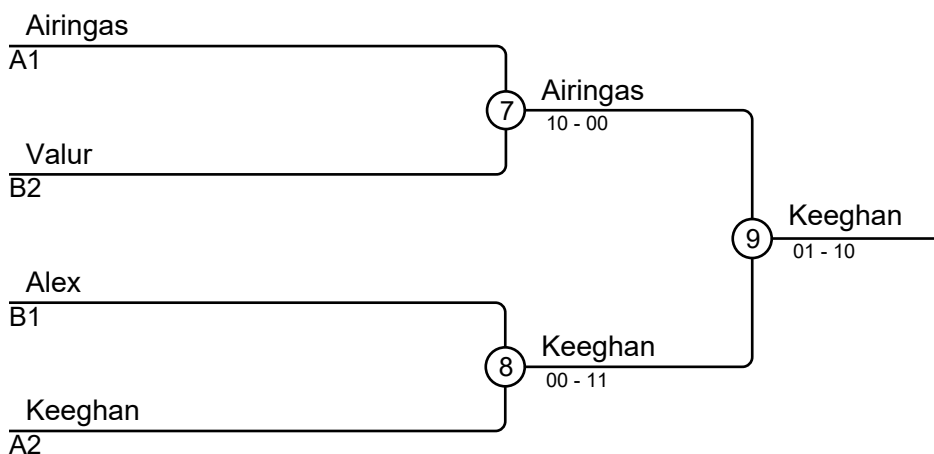 Airingas
A1
7
Airingas
10 - 00
Valur
B2
9
Keeghan
01 - 10
Alex
B1
8
Keeghan
00 - 11
Keeghan
A2